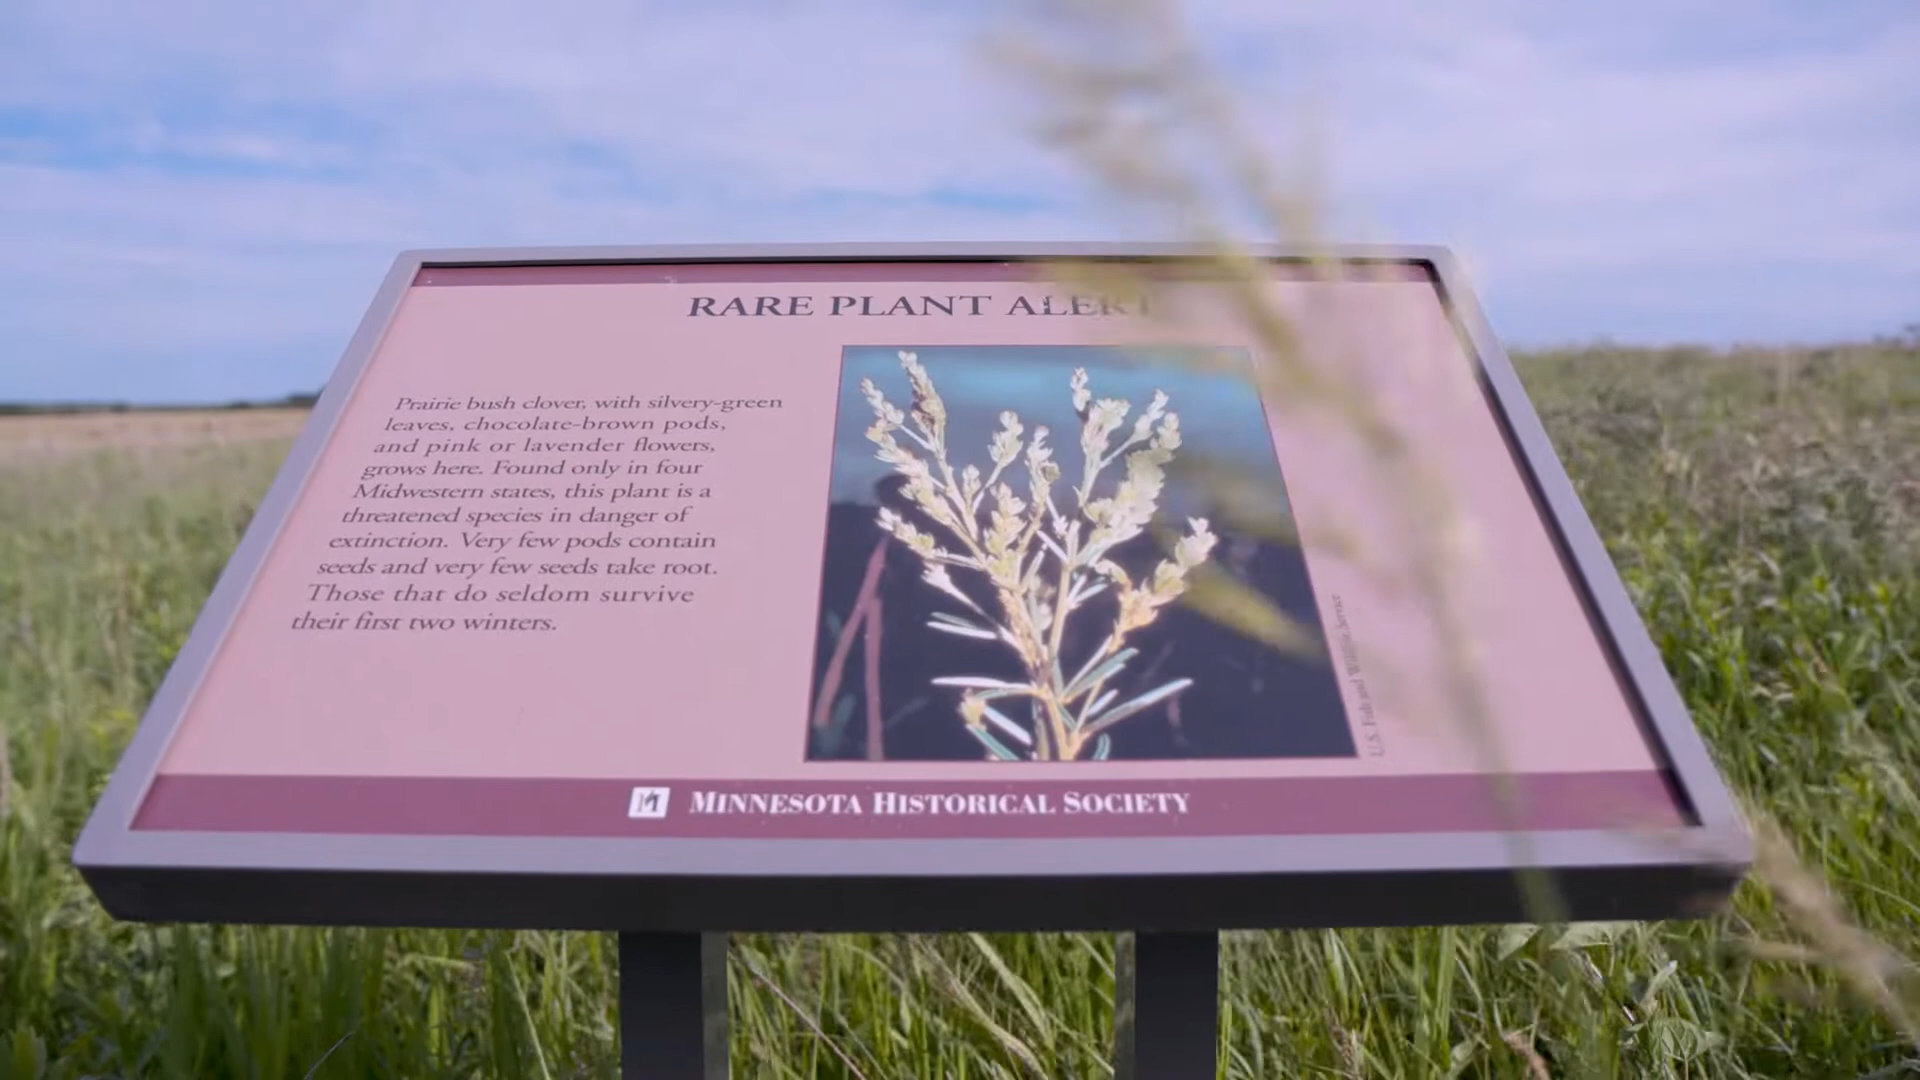 RARE PLANT ALERT
Prairie bush clover, with silvery-green
leaves, chocolate-brown pods,
and pink or lavender flowers,
grows here. Found only in four
Midwestern states, this plant is a
threatened species in danger of
extinction. Very few pods contain
seeds and very few seeds take root.
Those that do seldom survive
their first two winters.
U.S. Fish and Wildlife Service
MINNESOTA HISTORICAL SOCIETY